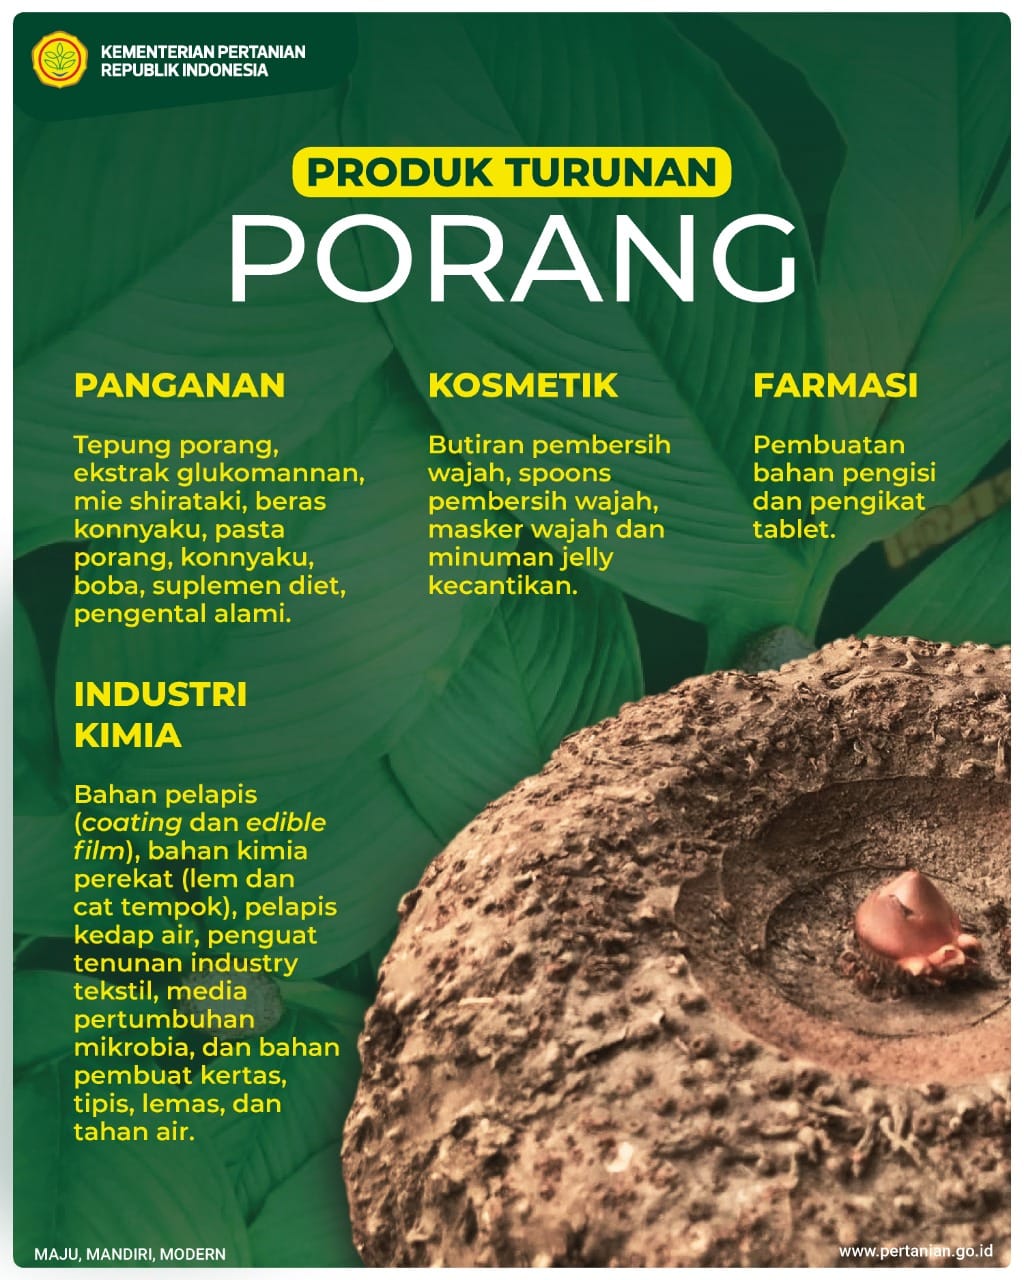 KEMENTERIAN PERTANIAN
REPUBLIK INDONESIA
PRODUK TURUNAN
PORANG
PANGANAN
Tepung porang,
ekstrak glukomannan,
mie shirataki, beras
konnyaku, pasta
porang, konnyaku,
boba, suplemen diet,
pengental alami.
KOSMETIK
Butiran pembersih
wajah, spoons
pembersih wajah,
masker wajah dan
minuman jelly
kecantikan.
FARMASI
Pembuatan
bahan pengisi
dan pengikat
tablet.
INDUSTRI
KIMIA
Bahan pelapis
(coating dan edible
film), bahan kimia
perekat (lem dan
cat tempok), pelapis
kedap air, penguat
tenunan industry
tekstil, media
pertumbuhan
mikrobia, dan bahan
pembuat kertas,
tipis, lemas, dan
tahan air.
MAJU, MANDIRI, MODERN
www.pertanian.go.id